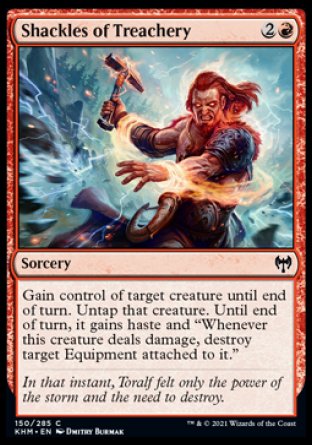 Shackles of Treachery 2
Sorcery
Gain control of target creature until end
of turn. Untap that creature. Until end
of turn, it gains haste and “Whenever
this creature deals damage, destroy
target Equipment attached to it.”
In that instant, Toralf felt only the power of
the storm and the need to destroy.
150/285 C
KHM • EN Dmitry Burmak ™ & © 2021 Wizards of the Coast